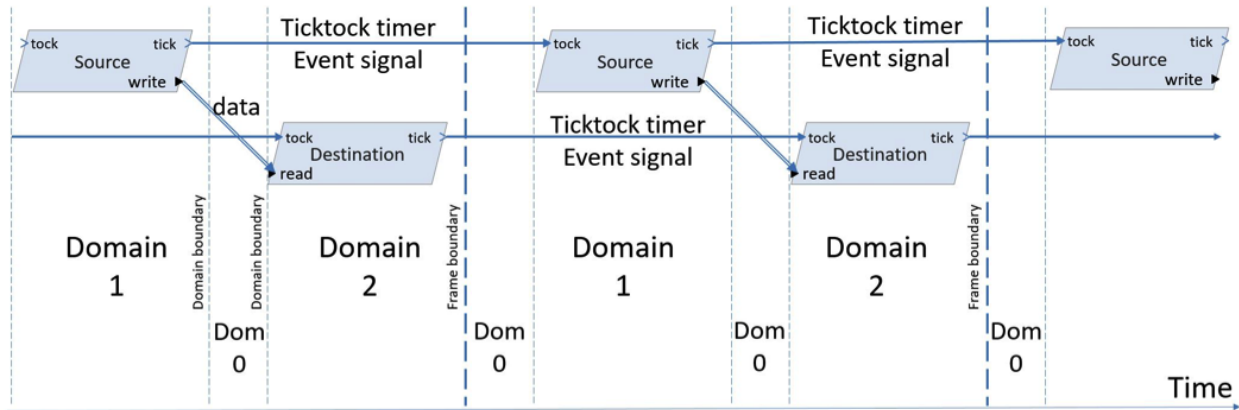 Ticktock timer
Event signal
Ticktock timer
Event signal
tock tick
Source
write
tock tick
Source
write
tock tick
Source
write
data
tock tick
Destination
read
Ticktock timer
Event signal
tock tick
Destination
read
Domain
1
Domain boundary
Dom
0
Domain boundary
Domain
2
Frame boundary
Dom
0
Domain
1
Dom
0
Domain
2
Frame boundary
Dom
0
Time